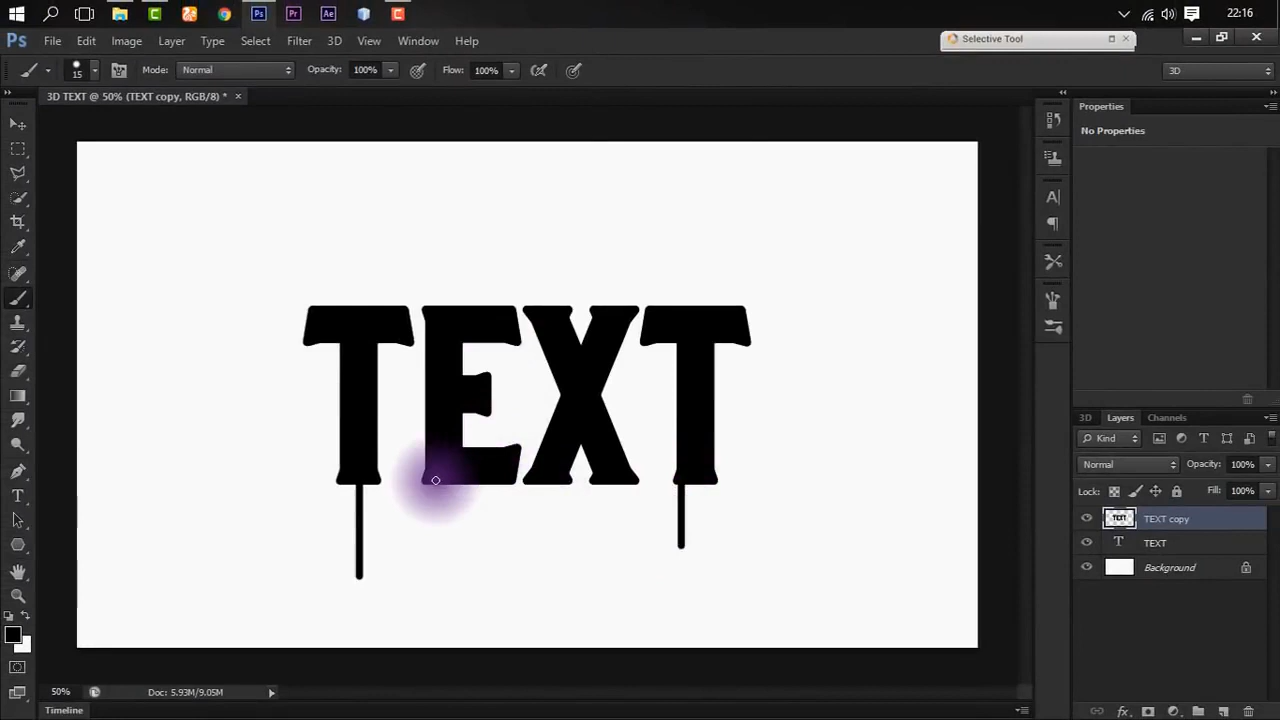 22:16
Ps File Edit Image Layer Type Select Filter 3D View Window Help
Selective Tool
15 Mode: Normal Opacity: 100% Flow: 100% 3D
3D TEXT @ 50% (TEXT copy, RGB/8) *
Properties
No Properties
TEXT
3D Layers Channels
Kind
Normal Opacity: 100%
Lock: Fill: 100%
TEXT copy
TEXT
Background
50% Doc: 5.93M/9.05M
Timeline